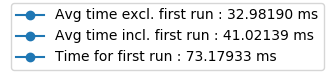 Avg time excl. first run : 32.98190 ms
Avg time incl. first run : 41.02139 ms
Time for first run : 73.17933 ms